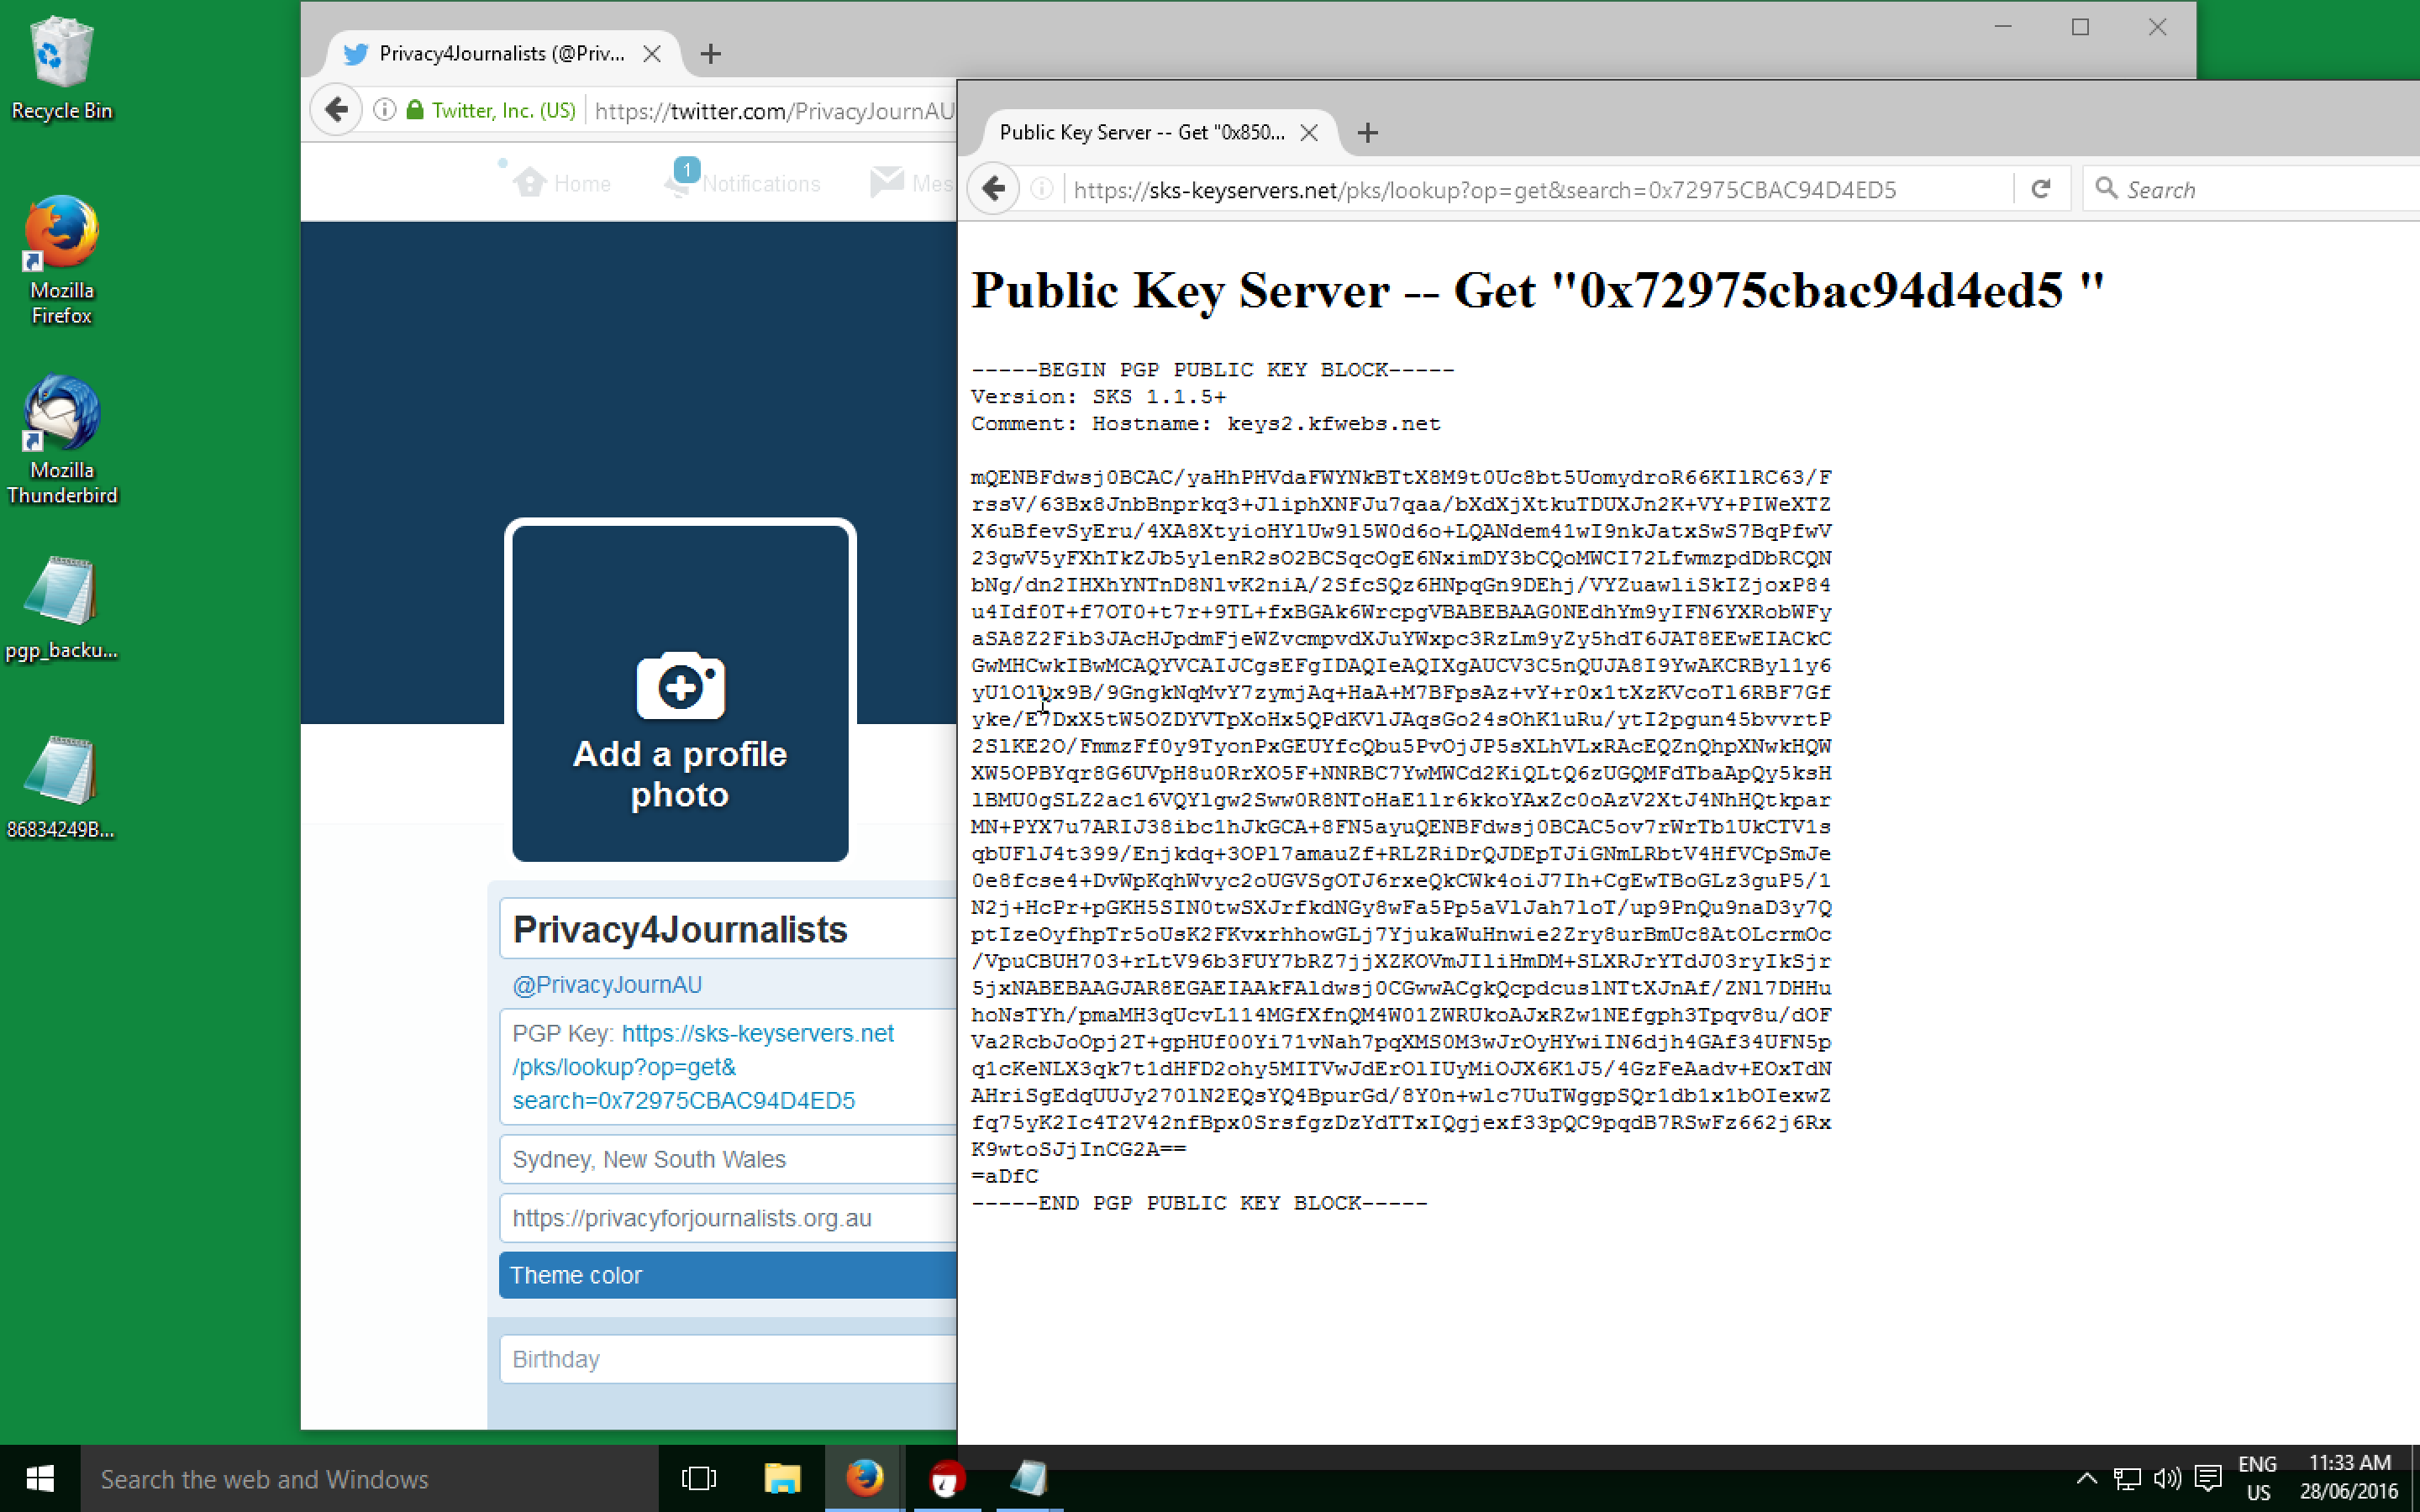 Recycle Bin
Mozilla
Firefox
Mozilla
Thunderbird
pgp_backu...
86834249B...
Privacy4Journalists (@Priv...
Twitter, Inc. (US)
https://twitter.com/PrivacyJournAU
Home
1
Notifications
Mes
Add a profile
photo
Privacy4Journalists
@PrivacyJournAU
PGP Key: https://sks-keyservers.net
/pks/lookup?op=get&
search=0x72975CBAC94D4ED5
Sydney, New South Wales
https://privacyforjournalists.org.au
Theme color
Birthday
Public Key Server -- Get "0x850...
https://sks-keyservers.net/pks/lookup?op=get&search=0x72975CBAC94D4ED5
Search
Public Key Server -- Get "0x72975cbac94d4ed5 "
-----BEGIN PGP PUBLIC KEY BLOCK-----
Version: SKS 1.1.5+
Comment: Hostname: keys2.kfwebs.net
mQENBFdwsj0BCAC/yaHhPHVdaFWYNkBTtX8M9t0Uc8bt5UomydroR66KIlRC63/F
rssV/63Bx8JnbBnprkq3+JliphXNFJu7qaa/bXdXjXtkuTDUXJn2K+VY+PIWeXTZ
X6uBfevSyEru/4XA8XtyioHYlUw9l5W0d6o+LQANdem41wI9nkJatxSwS7BqPfwV
23gwV5yFXhTkZJb5ylenR2sO2BCSqcOgE6NximDY3bCQoMWCI72LfwmzpdDbRCQN
bNg/dn2IHXhYNTnD8NlvK2niA/2SfcSQz6HNpqGn9DEhj/VYZuawliSkIZjoxP84
u4Idf0T+f7OT0+t7r+9TL+fxBGAk6WrcpgVBABEBAAG0NEdhYm9yIFN6YXRobWFy
aSA8Z2Fib3JAcHJpdmFjeWZvcmpvdXJuYWxpc3RzLm9yZy5hdT6JAT8EEwEIACkC
GwMHCwkIBwMCAQYVCAIJCgsEFgIDAQIeAQIXgAUCV3C5nQUJA8I9YwAKCRByl1y6
yU1O1Qx9B/9GngkNqMvY7zymjAq+HaA+M7BFpsAz+vY+r0x1tXzKVcoTl6RBF7Gf
yke/E7DxX5tW5OZDYVTpXoHx5QPdKVlJAqsGo24sOhK1uRu/ytI2pgun45bvvrtP
2SlKE2O/FmmzFf0y9TyonPxGEUYfcQbu5PvOjJP5sXLhVLxRAcEQZnQhpXNwkHQW
XW5OPBYqr8G6UVpH8u0RrXO5F+NNRBC7YwMWCd2KiQLtQ6zUGQMFdTbaApQy5ksH
lBMU0gSLZ2ac16VQYlgw2Sww0R8NToHaE1lr6kkoYAxZc0oAzV2XtJ4NhHQtkpar
MN+PYX7u7ARIJ38ibc1hJkGCA+8FN5ayuQENBFdwsj0BCAC5ov7rWrTb1UkCTV1s
qbUFlJ4t399/Enjkdq+3OPl7amauZf+RLZRiDrQJDEpTJiGNmLRbtV4HfVCpSmJe
0e8fcse4+DvWpKqhWvyc2oUGVSgOTJ6rxeQkCWk4oiJ7Ih+CgEwTBoGLz3guP5/1
N2j+HcPr+pGKH5SIN0twSXJrfkdNGy8wFa5Pp5aVlJah7loT/up9PnQu9naD3y7Q
ptIzeOyfhpTr5oUsK2FKvxrhhowGLj7YjukaWuHnwie2Zry8urBmUc8AtOLcrmOc
/VpuCBUH703+rLtV96b3FUY7bRZ7jjXZKOVmJIliHmDM+SLXRJrYTdJ03ryIkSjr
5jxNABEBAAGJAR8EGAEIAAkFAldwsj0CGwwACgkQcpdcuslNTtXJnAf/ZNl7DHHu
hoNsTYh/pmaMH3qUcvL114MGfXfnQM4W01ZWRUkoAJxRZw1NEfgph3Tpqv8u/dOF
Va2RcbJoOpj2T+gpHUf00Yi71vNah7pqXMS0M3wJrOyHYwiIN6djh4GAf34UFN5p
q1cKeNLX3qk7t1dHFD2ohy5MITVwJdErOlIUyMiOJX6K1J5/4GzFeAadv+EOxTdN
AHriSgEdqUUJy270lN2EQsYQ4BpurGd/8Y0n+wlc7UuTWggpSQr1db1x1bOIexwZ
fq75yK2Ic4T2V42nfBpx0SrsfgzDzYdTTxIQgjexf33pQC9pqdB7RSwFz662j6Rx
K9wtoSJjInCG2A==
=aDfC
-----END PGP PUBLIC KEY BLOCK-----
Search the web and Windows
ENG
US
11:33 AM
28/06/2016